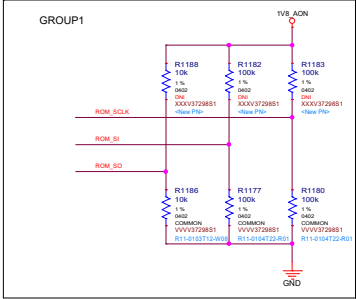 GROUP1
1V8_AON
R1188
10k
1 %
0402
DNI
XXXV37298S1
<New PN>
R1182
100k
1 %
0402
DNI
XXXV37298S1
<New PN>
R1183
100k
1 %
0402
DNI
XXXV37298S1
<New PN>
ROM_SCLK
ROM_SI
ROM_SO
R1186
10k
1 %
0402
COMMON
VVVV37298S1
R11-0103T12-W08
R1177
100k
1 %
0402
COMMON
VVVV37298S1
R11-0104T22-R01
R1180
100k
1 %
0402
COMMON
VVVV37298S1
R11-0104T22-R01
GND